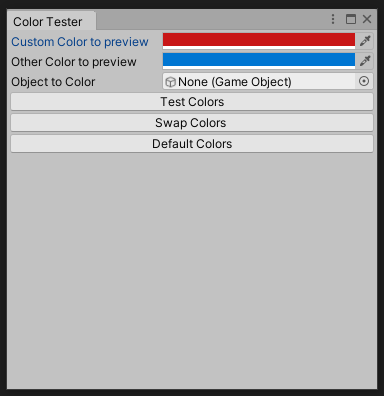 Color Tester
Custom Color to preview
Other Color to preview
Object to Color None (Game Object)
Test Colors
Swap Colors
Default Colors